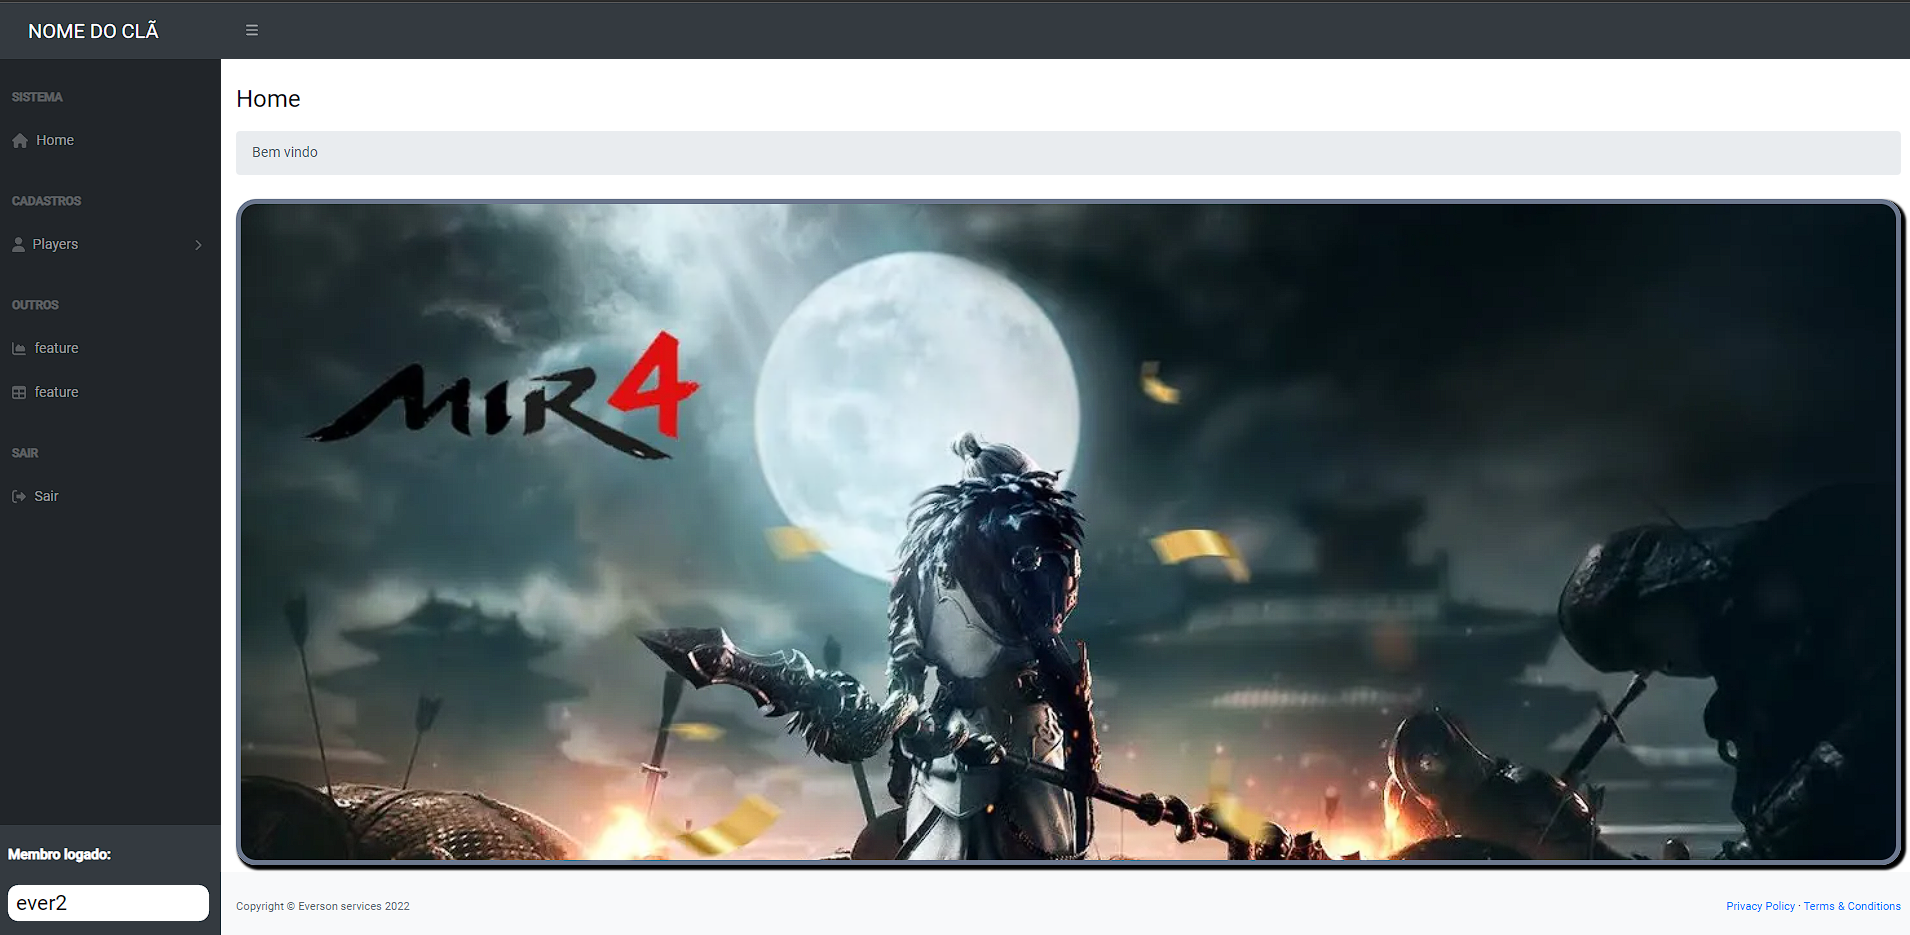 NOME DO CLÃ
SISTEMA
Home
CADASTROS
Players
OUTROS
feature
feature
SAIR
Sair
Membro logado:
ever2
Home
Bem vindo
MIR4
Copyright © Everson services 2022
Privacy Policy · Terms & Conditions